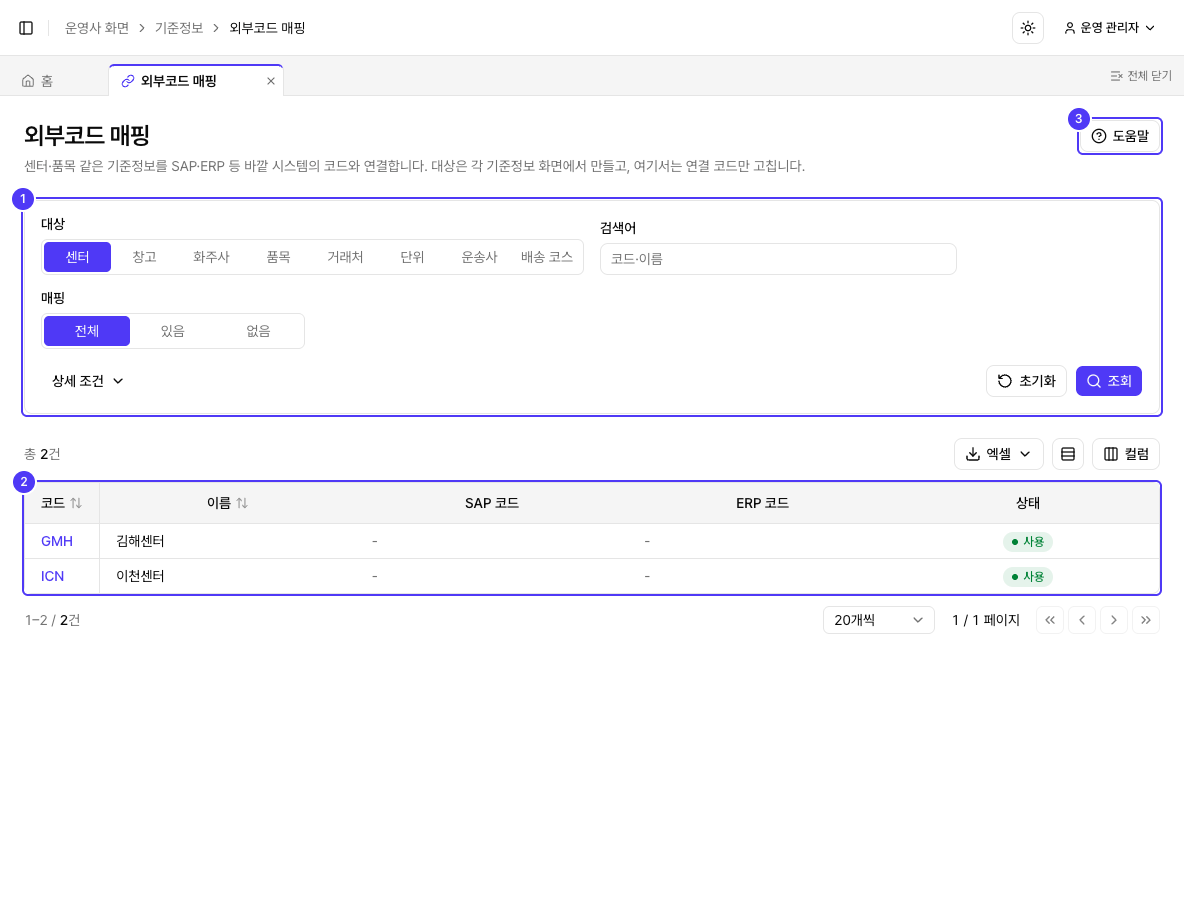 운영사 화면 > 기준정보 > 외부코드 매핑
운영 관리자
홈
외부코드 매핑
전체 닫기
외부코드 매핑
3
도움말
센터·품목 같은 기준정보를 SAP·ERP 등 바깥 시스템의 코드와 연결합니다. 대상은 각 기준정보 화면에서 만들고, 여기서는 연결 코드만 고칩니다.
1
대상
검색어
센터 창고 화주사 품목 거래처 단위 운송사 배송 코스
코드·이름
매핑
전체 있음 없음
상세 조건
초기화
조회
총 2건
엑셀
컬럼
2
코드 이름 SAP 코드 ERP 코드 상태
GMH 김해센터 - - 사용
ICN 이천센터 - - 사용
1–2 / 2건
20개씩
1 / 1 페이지